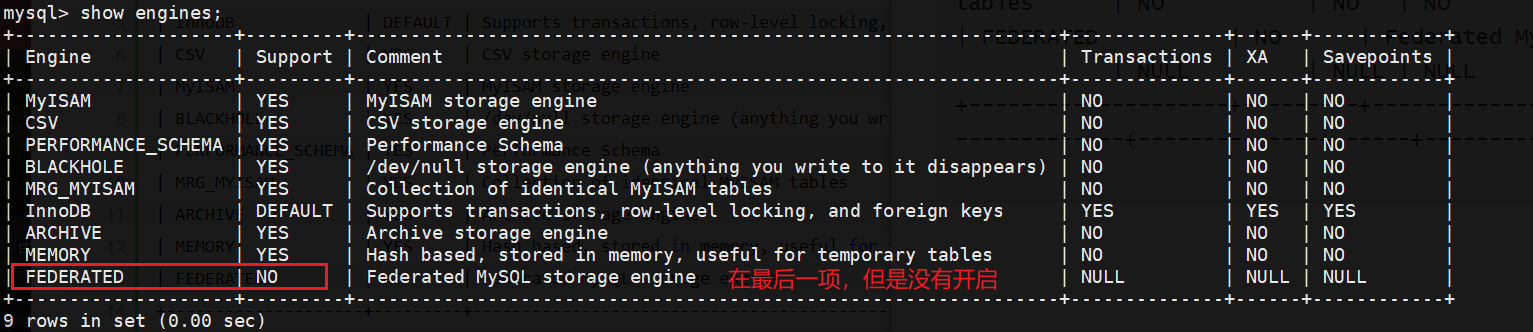 mysql> show engines;
+--------------------+---------+----------------------------------------------------------------+--------------+------+------------+
| Engine             | Support | Comment                                                        | Transactions | XA   | Savepoints |
+--------------------+---------+----------------------------------------------------------------+--------------+------+------------+
| MyISAM             | YES     | MyISAM storage engine                                          | NO           | NO   | NO         |
| CSV                | YES     | CSV storage engine                                             | NO           | NO   | NO         |
| PERFORMANCE_SCHEMA | YES     | Performance Schema                                             | NO           | NO   | NO         |
| BLACKHOLE          | YES     | /dev/null storage engine (anything you write to it disappears) | NO           | NO   | NO         |
| MRG_MYISAM         | YES     | Collection of identical MyISAM tables                          | NO           | NO   | NO         |
| InnoDB             | DEFAULT | Supports transactions, row-level locking, and foreign keys     | YES          | YES  | YES        |
| ARCHIVE            | YES     | Archive storage engine                                         | NO           | NO   | NO         |
| MEMORY             | YES     | Hash based, stored in memory, useful for temporary tables      | NO           | NO   | NO         |
| FEDERATED          | NO      | Federated MySQL storage engine 在最后一项，但是没有开启 | NULL         | NULL | NULL       |
+--------------------+---------+----------------------------------------------------------------+--------------+------+------------+
9 rows in set (0.00 sec)